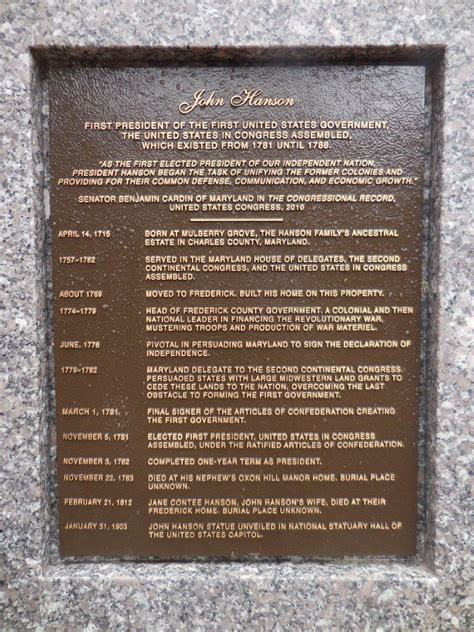 John Hanson
FIRST PRESIDENT OF THE FIRST UNITED STATES GOVERNMENT,
THE UNITED STATES IN CONGRESS ASSEMBLED,
WHICH EXISTED FROM 1781 UNTIL 1788.
"AS THE FIRST ELECTED PRESIDENT OF OUR INDEPENDENT NATION,
PRESIDENT HANSON BEGAN THE TASK OF UNIFYING THE FORMER COLONIES AND
PROVIDING FOR THEIR COMMON DEFENSE, COMMUNICATION, AND ECONOMIC GROWTH."
SENATOR BENJAMIN CARDIN OF MARYLAND IN THE CONGRESSIONAL RECORD,
UNITED STATES CONGRESS, 2010
APRIL 14, 1715 BORN AT MULBERRY GROVE, THE HANSON FAMILY'S ANCESTRAL
ESTATE IN CHARLES COUNTY, MARYLAND.
1757–1782 SERVED IN THE MARYLAND HOUSE OF DELEGATES, THE SECOND
CONTINENTAL CONGRESS, AND THE UNITED STATES IN CONGRESS
ASSEMBLED.
ABOUT 1769 MOVED TO FREDERICK. BUILT HIS HOME ON THIS PROPERTY.
1774–1779 HEAD OF FREDERICK COUNTY GOVERNMENT. A COLONIAL AND THEN
NATIONAL LEADER IN FINANCING THE REVOLUTIONARY WAR,
MUSTERING TROOPS AND PRODUCTION OF WAR MATERIEL.
JUNE, 1776 PIVOTAL IN PERSUADING MARYLAND TO SIGN THE DECLARATION OF
INDEPENDENCE.
1779–1782 MARYLAND DELEGATE TO THE SECOND CONTINENTAL CONGRESS.
PERSUADED STATES WITH LARGE MIDWESTERN LAND GRANTS TO
CEDE THESE LANDS TO THE NATION, OVERCOMING THE LAST
OBSTACLE TO FORMING THE FIRST GOVERNMENT.
MARCH 1, 1781, FINAL SIGNER OF THE ARTICLES OF CONFEDERATION CREATING
THE FIRST GOVERNMENT.
NOVEMBER 5, 1781 ELECTED FIRST PRESIDENT, UNITED STATES IN CONGRESS
ASSEMBLED, UNDER THE RATIFIED ARTICLES OF CONFEDERATION.
NOVEMBER 3, 1782 COMPLETED ONE-YEAR TERM AS PRESIDENT.
NOVEMBER 22, 1783 DIED AT HIS NEPHEW'S OXON HILL MANOR HOME. BURIAL PLACE
UNKNOWN.
FEBRUARY 21, 1812 JANE CONTEE HANSON, JOHN HANSON'S WIFE, DIED AT THEIR
FREDERICK HOME. BURIAL PLACE UNKNOWN.
JANUARY 31, 1903 JOHN HANSON STATUE UNVEILED IN NATIONAL STATUARY HALL OF
THE UNITED STATES CAPITOL.